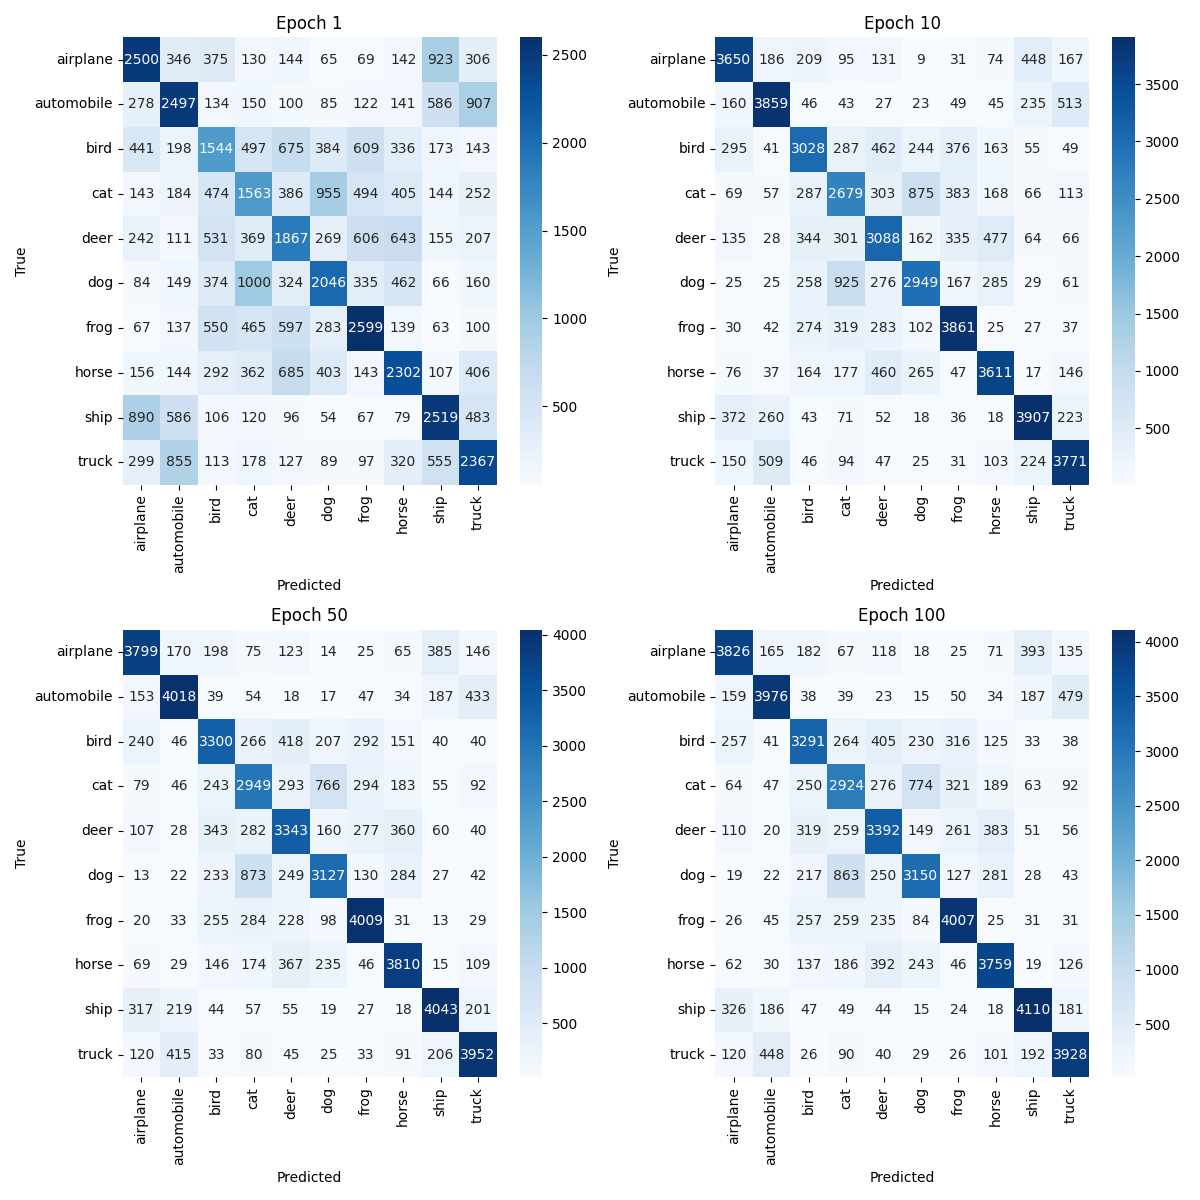 Epoch 1
airplane 2500 346 375 130 144 65 69 142 923 306
automobile 278 2497 134 150 100 85 122 141 586 907
bird 441 198 1544 497 675 384 609 336 173 143
cat 143 184 474 1563 386 955 494 405 144 252
deer 242 111 531 369 1867 269 606 643 155 207
dog 84 149 374 1000 324 2046 335 462 66 160
frog 67 137 550 465 597 283 2599 139 63 100
horse 156 144 292 362 685 403 143 2302 107 406
ship 890 586 106 120 96 54 67 79 2519 483
truck 299 855 113 178 127 89 97 320 555 2367
airplane automobile bird cat deer dog frog horse ship truck
Predicted
True
2500
2000
1500
1000
500
Epoch 10
airplane 3650 186 209 95 131 9 31 74 448 167
automobile 160 3859 46 43 27 23 49 45 235 513
bird 295 41 3028 287 462 244 376 163 55 49
cat 69 57 287 2679 303 875 383 168 66 113
deer 135 28 344 301 3088 162 335 477 64 66
dog 25 25 258 925 276 2949 167 285 29 61
frog 30 42 274 319 283 102 3861 25 27 37
horse 76 37 164 177 460 265 47 3611 17 146
ship 372 260 43 71 52 18 36 18 3907 223
truck 150 509 46 94 47 25 31 103 224 3771
airplane automobile bird cat deer dog frog horse ship truck
Predicted
True
3500
3000
2500
2000
1500
1000
500
Epoch 50
airplane 3799 170 198 75 123 14 25 65 385 146
automobile 153 4018 39 54 18 17 47 34 187 433
bird 240 46 3300 266 418 207 292 151 40 40
cat 79 46 243 2949 293 766 294 183 55 92
deer 107 28 343 282 3343 160 277 360 60 40
dog 13 22 233 873 249 3127 130 284 27 42
frog 20 33 255 284 228 98 4009 31 13 29
horse 69 29 146 174 367 235 46 3810 15 109
ship 317 219 44 57 55 19 27 18 4043 201
truck 120 415 33 80 45 25 33 91 206 3952
airplane automobile bird cat deer dog frog horse ship truck
Predicted
True
4000
3500
3000
2500
2000
1500
1000
500
Epoch 100
airplane 3826 165 182 67 118 18 25 71 393 135
automobile 159 3976 38 39 23 15 50 34 187 479
bird 257 41 3291 264 405 230 316 125 33 38
cat 64 47 250 2924 276 774 321 189 63 92
deer 110 20 319 259 3392 149 261 383 51 56
dog 19 22 217 863 250 3150 127 281 28 43
frog 26 45 257 259 235 84 4007 25 31 31
horse 62 30 137 186 392 243 46 3759 19 126
ship 326 186 47 49 44 15 24 18 4110 181
truck 120 448 26 90 40 29 26 101 192 3928
airplane automobile bird cat deer dog frog horse ship truck
Predicted
True
4000
3500
3000
2500
2000
1500
1000
500